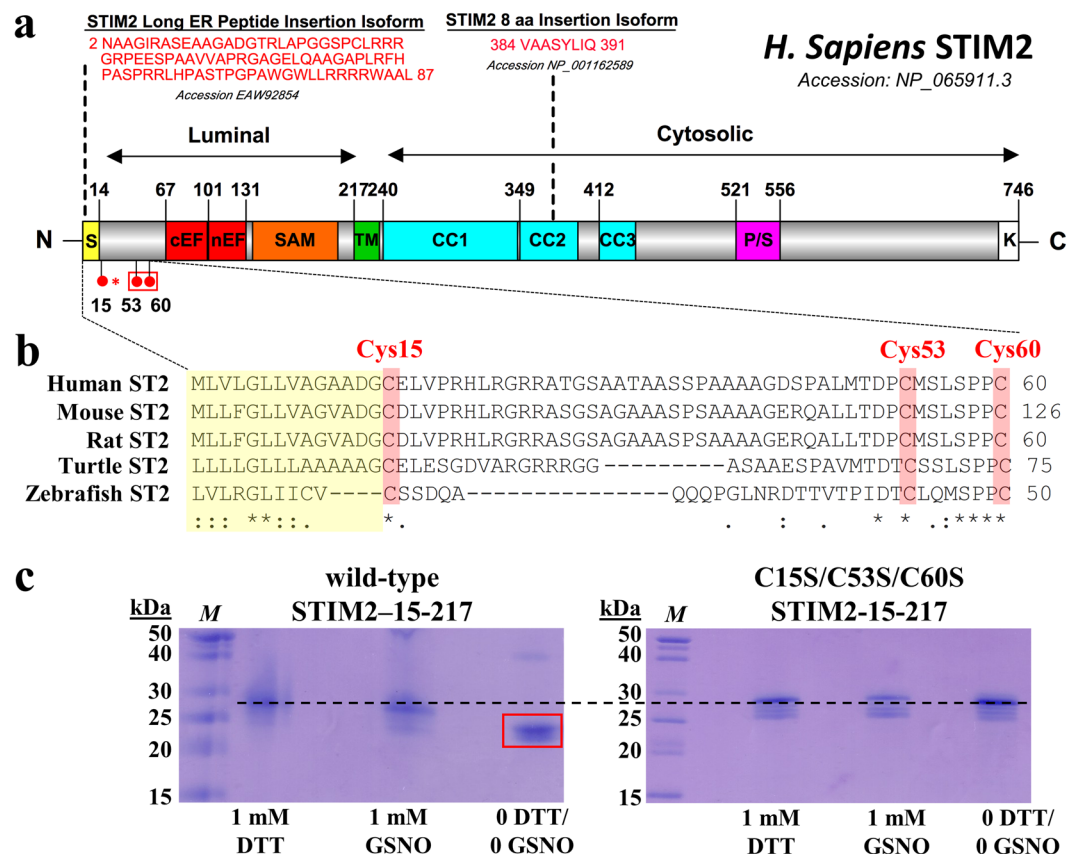 a
STIM2 Long ER Peptide Insertion Isoform
2 NAAGIRASEAAGADGTRLAPGGSPCLRRR
GRPEESPAAVVAPRGAGELQAAGAPLRFH
PASPRRLHPASTPGPAWGWLLRRRRWAAL 87
Accession EAW92854
STIM2 8 aa Insertion Isoform
384 VAASYLIQ 391
Accession NP_001162589
H. Sapiens STIM2
Accession: NP_065911.3
Luminal
Cytosolic
14 67 101 131 217 240 349 412 521 556 746
N S cEF nEF SAM TM CC1 CC2 CC3 P/S K C
* 
15 53 60
b
Cys15 Cys53 Cys60
Human ST2 MLVLGLLVAGAADGCELVPRHLRGRRATGSAATAASSPAAAAGDSPALMTDPCMSLSPPC 60
Mouse ST2 MLLFGLLVAGVADGCDLVPRHLRGRRASGSAGAAASPSAAAAGERQALLTDPCMSLSPPC 126
Rat ST2 MLLFGLLVAGVADGCDLVPRHLRGRRASGSAGAAASPSAAAAGERQALLTDPCMSLSPPC 60
Turtle ST2 LLLLGLLLAAAAAGCELESGDVARGRRRGG---------ASAAESPAVMTDTCSSLSPPC 75
Zebrafish ST2 LVLRGLIICV----CSSDQA---------------QQQPGLNRDTTVTPIDTCLQMSPPC 50
::: **::. *. . : . * * .:****
c
wild-type
STIM2–15-217
C15S/C53S/C60S
STIM2-15-217
kDa M
50
40
30
25
20
15
1 mM
DTT
1 mM
GSNO
0 DTT/
0 GSNO
kDa M
50
40
30
25
20
15
1 mM
DTT
1 mM
GSNO
0 DTT/
0 GSNO